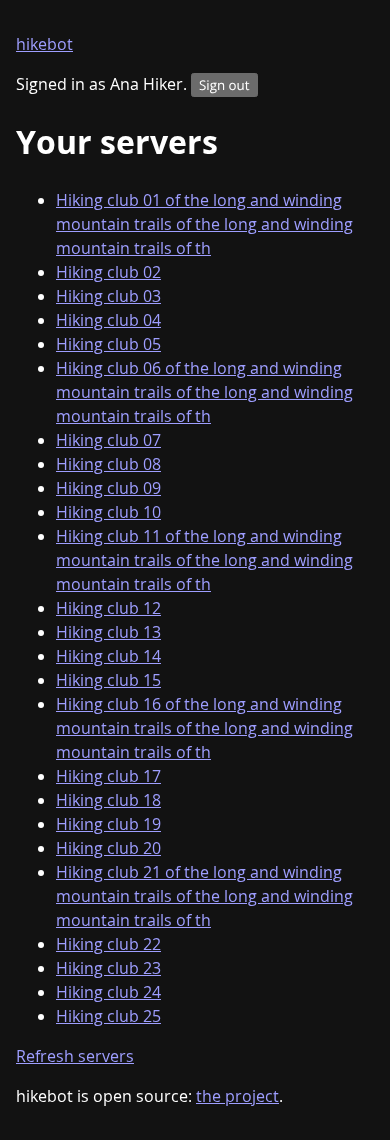 hikebot
Signed in as Ana Hiker. Sign out
Your servers
Hiking club 01 of the long and winding
mountain trails of the long and winding
mountain trails of th
Hiking club 02
Hiking club 03
Hiking club 04
Hiking club 05
Hiking club 06 of the long and winding
mountain trails of the long and winding
mountain trails of th
Hiking club 07
Hiking club 08
Hiking club 09
Hiking club 10
Hiking club 11 of the long and winding
mountain trails of the long and winding
mountain trails of th
Hiking club 12
Hiking club 13
Hiking club 14
Hiking club 15
Hiking club 16 of the long and winding
mountain trails of the long and winding
mountain trails of th
Hiking club 17
Hiking club 18
Hiking club 19
Hiking club 20
Hiking club 21 of the long and winding
mountain trails of the long and winding
mountain trails of th
Hiking club 22
Hiking club 23
Hiking club 24
Hiking club 25
Refresh servers
hikebot is open source: the project.